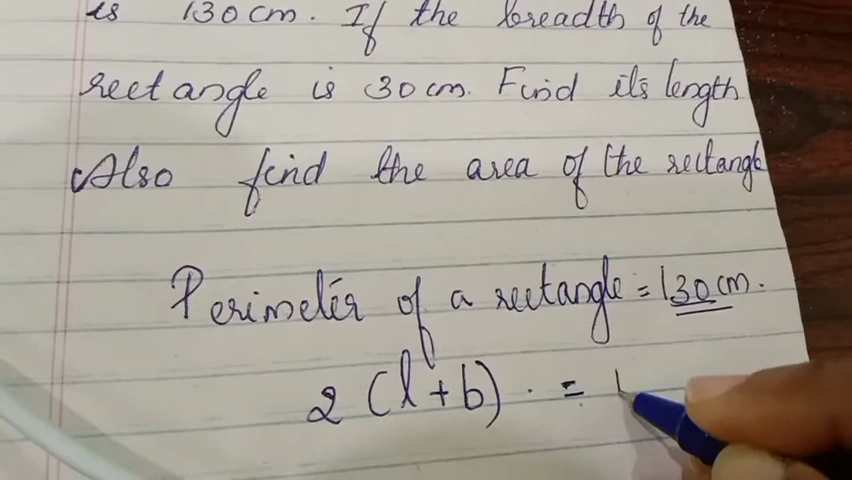 is 130 cm. If the breadth of the
rectangle is 30 cm. Find its length
Also find the area of the rectangle
Perimeter of a rectangle = 130 cm.
2 (l + b) . = 1